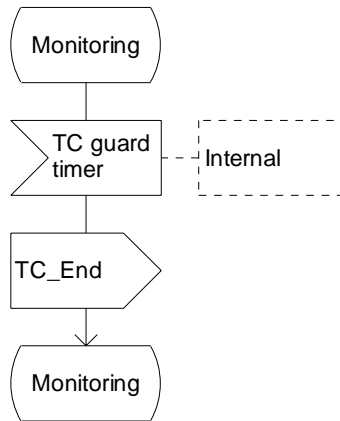 Monitoring
TC guard
timer
Internal
TC_End
Monitoring